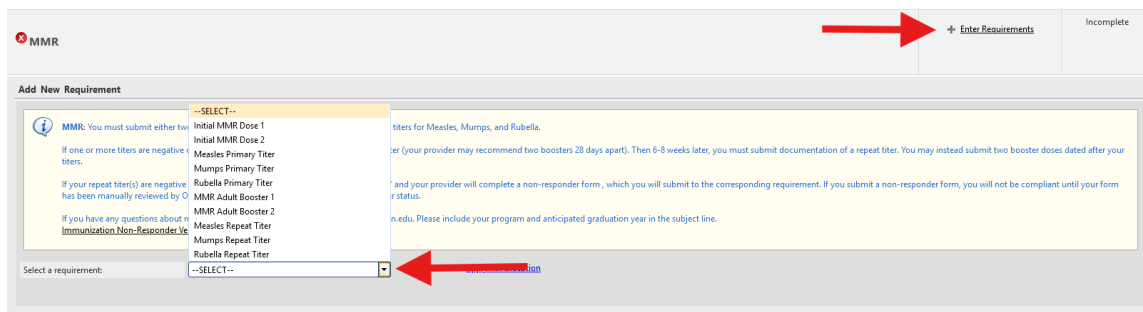 MMR
Enter Requirements
Incomplete
Add New Requirement
MMR: You must submit either tw
titers for Measles, Mumps, and Rubella.
If one or more titers are negative
ter (your provider may recommend two boosters 28 days apart). Then 6-8 weeks later, you must submit documentation of a repeat titer. You may instead submit two booster doses dated after your
titers.
If your repeat titer(s) are negative
and your provider will complete a non-responder form , which you will submit to the corresponding requirement. If you submit a non-responder form, you will not be compliant until your form
has been manually reviewed by O
r status.
If you have any questions about
n.edu. Please include your program and anticipated graduation year in the subject line.
Immunization Non-Responder Ve
--SELECT--
Initial MMR Dose 1
Initial MMR Dose 2
Measles Primary Titer
Mumps Primary Titer
Rubella Primary Titer
MMR Adult Booster 1
MMR Adult Booster 2
Measles Repeat Titer
Mumps Repeat Titer
Rubella Repeat Titer
Select a requirement:
--SELECT--